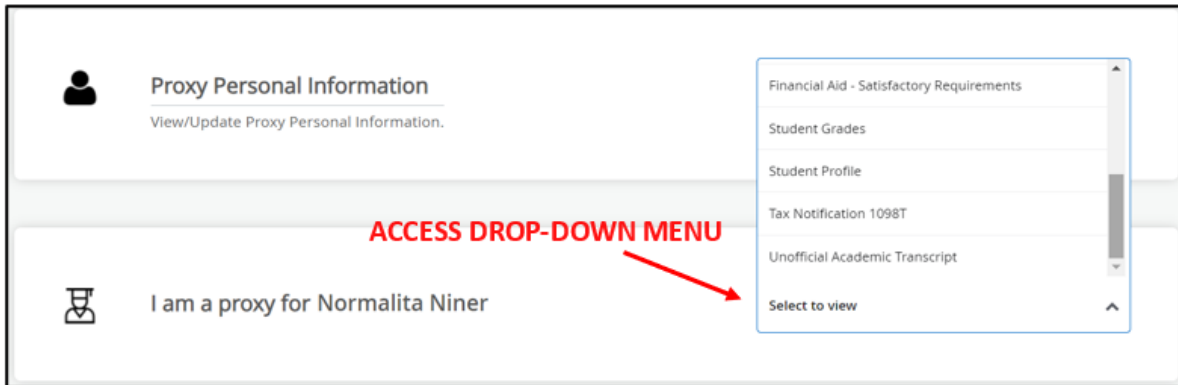 Proxy Personal Information
View/Update Proxy Personal Information.
Financial Aid - Satisfactory Requirements
Student Grades
Student Profile
Tax Notification 1098T
Unofficial Academic Transcript
Select to view
ACCESS DROP-DOWN MENU
I am a proxy for Normalita Niner